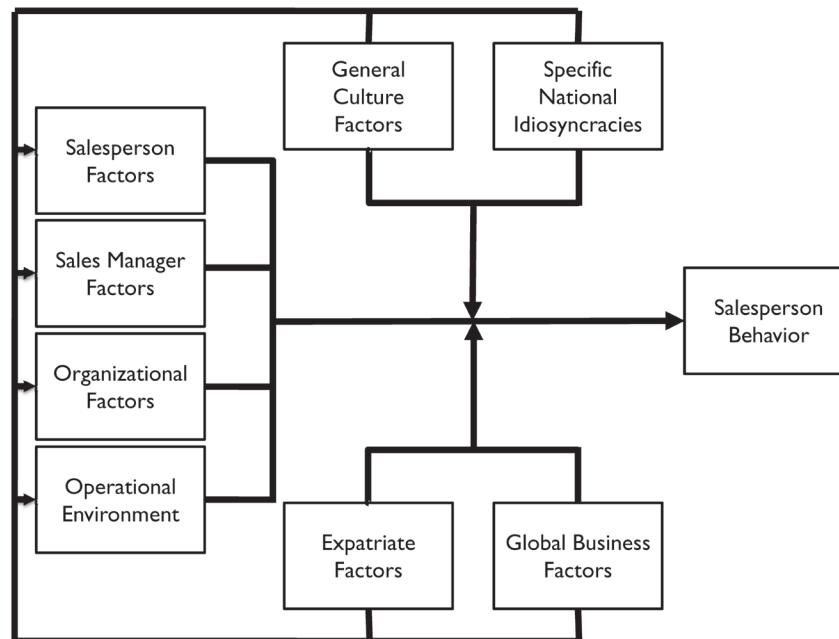 General
Culture
Factors
Specific
National
Idiosyncracies
Salesperson
Factors
Sales Manager
Factors
Organizational
Factors
Operational
Environment
Salesperson
Behavior
Expatriate
Factors
Global Business
Factors